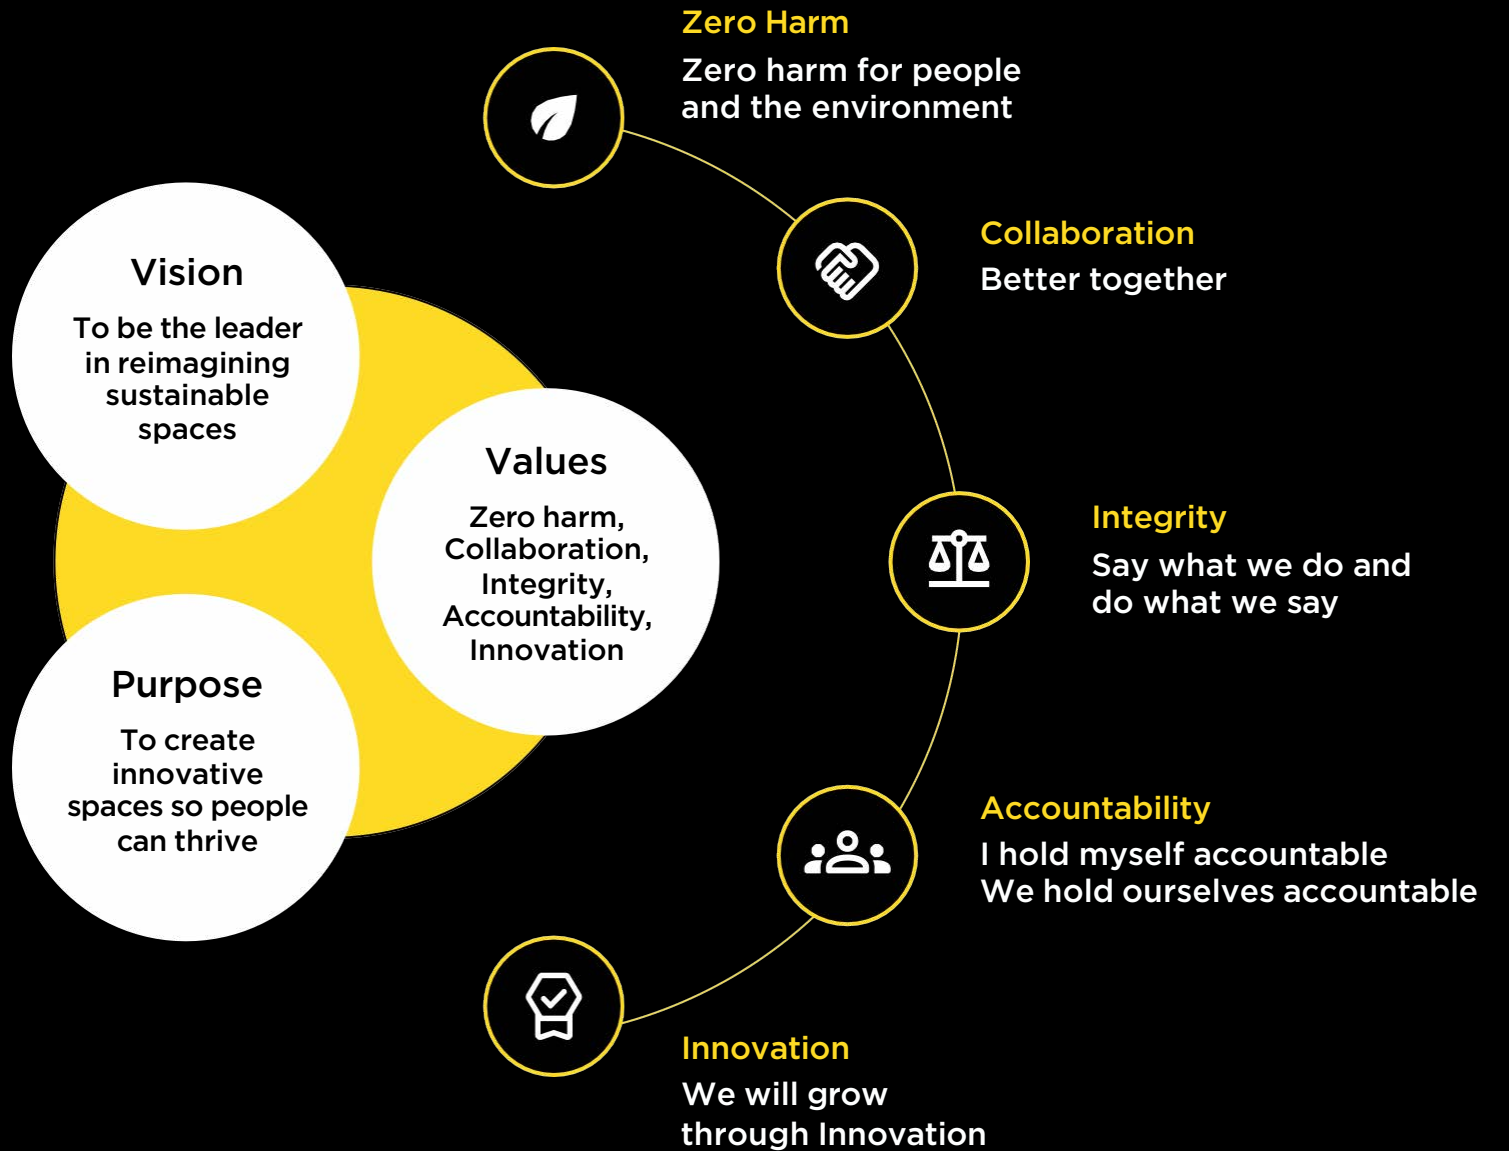 Vision
To be the leader
in reimagining
sustainable
spaces
Values
Zero harm,
Collaboration,
Integrity,
Accountability,
Innovation
Purpose
To create
innovative
spaces so people
can thrive
Zero Harm
Zero harm for people
and the environment
Collaboration
Better together
Integrity
Say what we do and
do what we say
Accountability
I hold myself accountable
We hold ourselves accountable
Innovation
We will grow
through Innovation